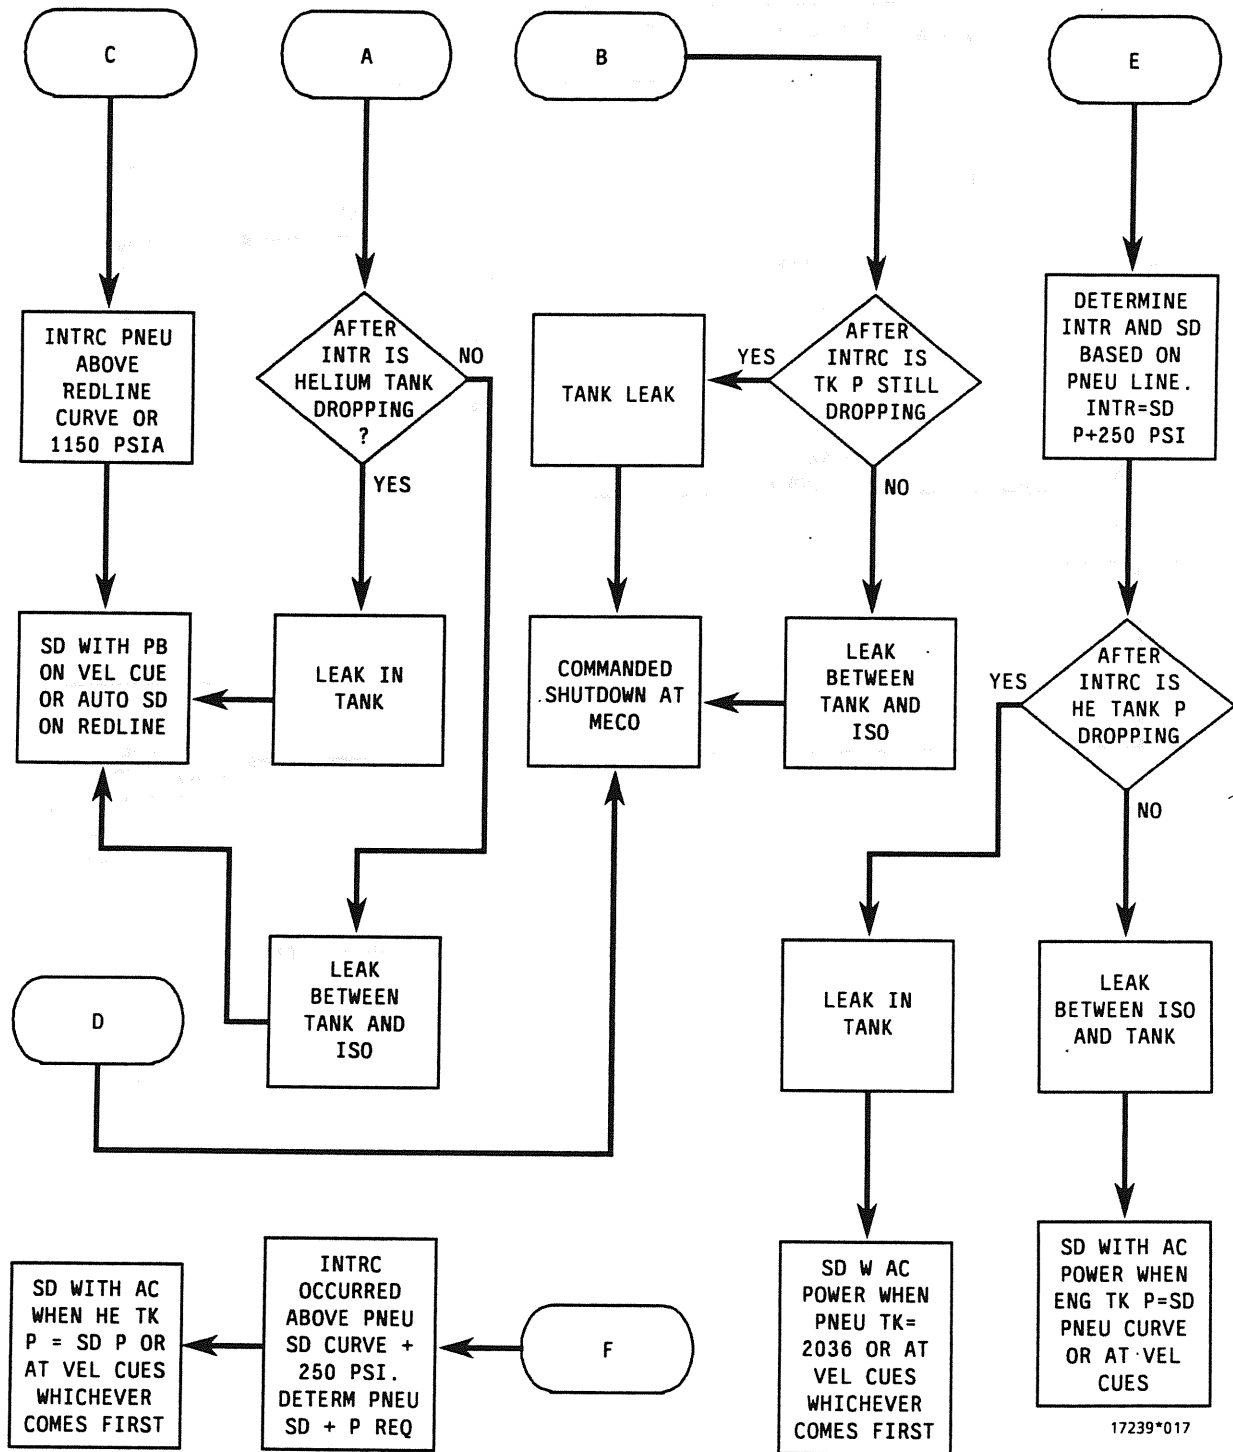 C
A
B
E
INTRC PNEU
ABOVE
REDLINE
CURVE OR
1150 PSIA
AFTER
INTR IS
HELIUM TANK
DROPPING
?
NO
YES
TANK LEAK
YES
AFTER
INTRC IS
TK P STILL
DROPPING
NO
DETERMINE
INTR AND SD
BASED ON
PNEU LINE.
INTR=SD
P+250 PSI
SD WITH PB
ON VEL CUE
OR AUTO SD
ON REDLINE
LEAK IN
TANK
COMMANDED
SHUTDOWN AT
MECO
LEAK
BETWEEN
TANK AND
ISO
YES
AFTER
INTRC IS
HE TANK P
DROPPING
NO
D
LEAK
BETWEEN
TANK AND
ISO
LEAK IN
TANK
LEAK
BETWEEN ISO
AND TANK
SD WITH AC
WHEN HE TK
P = SD P OR
AT VEL CUES
WHICHEVER
COMES FIRST
INTRC
OCCURRED
ABOVE PNEU
SD CURVE +
250 PSI.
DETERM PNEU
SD + P REQ
F
SD W AC
POWER WHEN
PNEU TK=
2036 OR AT
VEL CUES
WHICHEVER
COMES FIRST
SD WITH AC
POWER WHEN
ENG TK P=SD
PNEU CURVE
OR AT VEL
CUES
17239*017